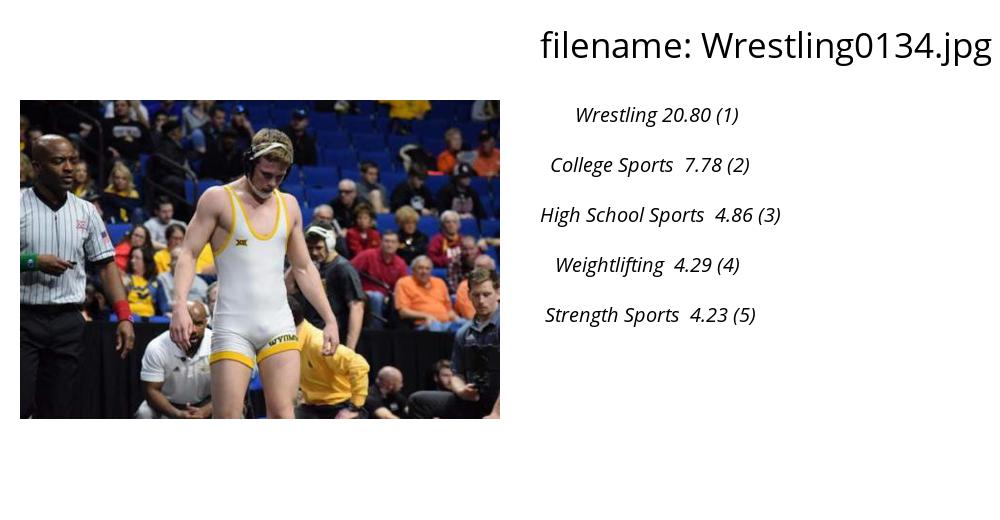 filename: Wrestling0134.jpg
Wrestling 20.80 (1)
College Sports 7.78 (2)
High School Sports 4.86 (3)
Weightlifting 4.29 (4)
Strength Sports 4.23 (5)
XII